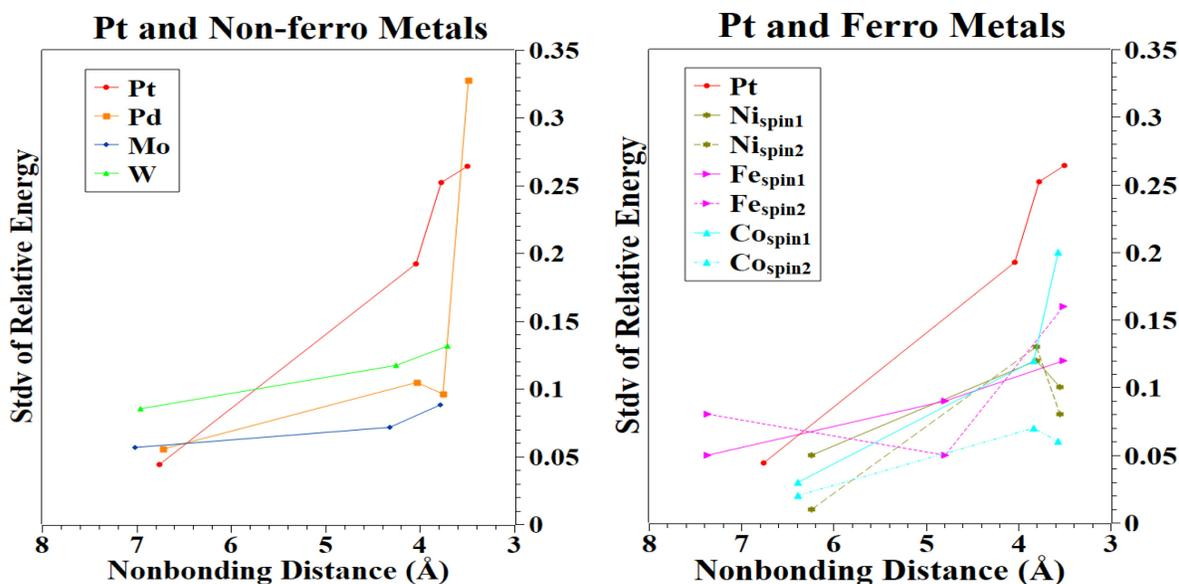 Pt and Non-ferro Metals
Pt
Pd
Mo
W
Stdv of Relative Energy
0.35
0.3
0.25
0.2
0.15
0.1
0.05
0
8 7 6 5 4 3
Nonbonding Distance (Å)
Pt and Ferro Metals
Pt
Nispin1
Nispin2
Fespin1
Fespin2
Cospin1
Cospin2
Stdv of Relative Energy
0.35
0.3
0.25
0.2
0.15
0.1
0.05
0
8 7 6 5 4 3
Nonbonding Distance (Å)